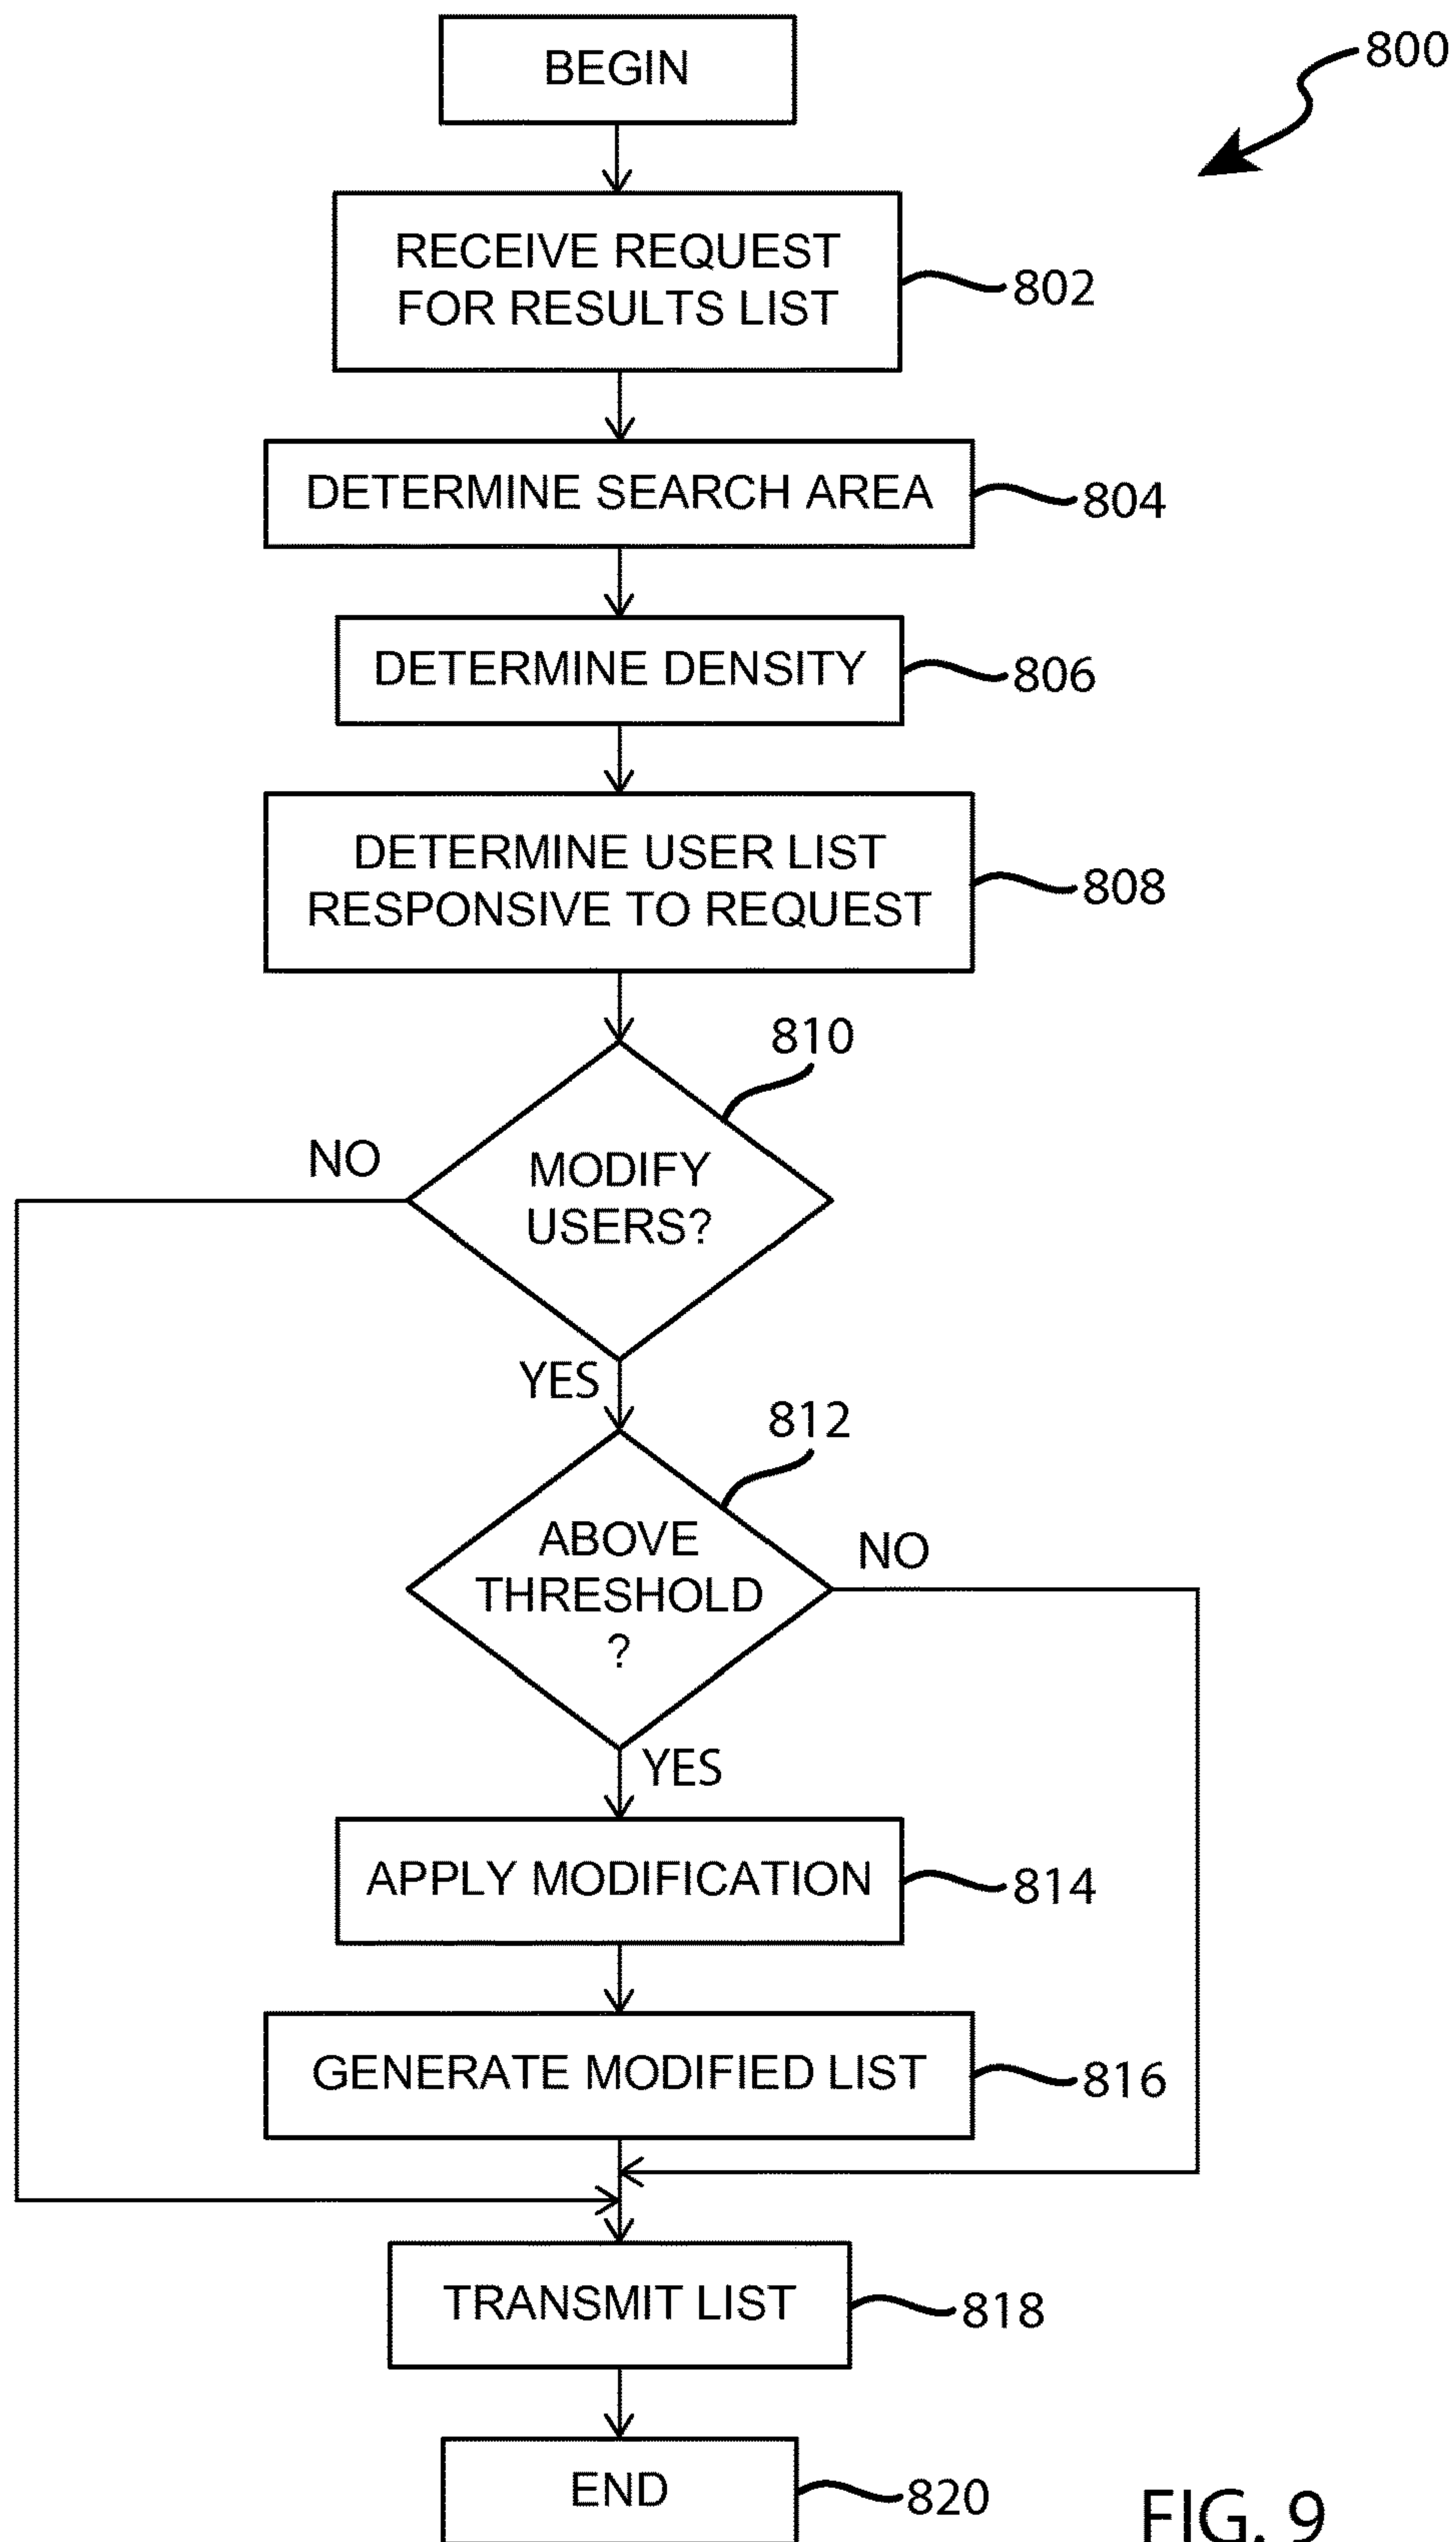 BEGIN
800
RECEIVE REQUEST
FOR RESULTS LIST
802
DETERMINE SEARCH AREA
804
DETERMINE DENSITY
806
DETERMINE USER LIST
RESPONSIVE TO REQUEST
808
810
NO
MODIFY
USERS?
YES
812
ABOVE
THRESHOLD
?
NO
YES
APPLY MODIFICATION
814
GENERATE MODIFIED LIST
816
TRANSMIT LIST
818
END
820
FIG. 9